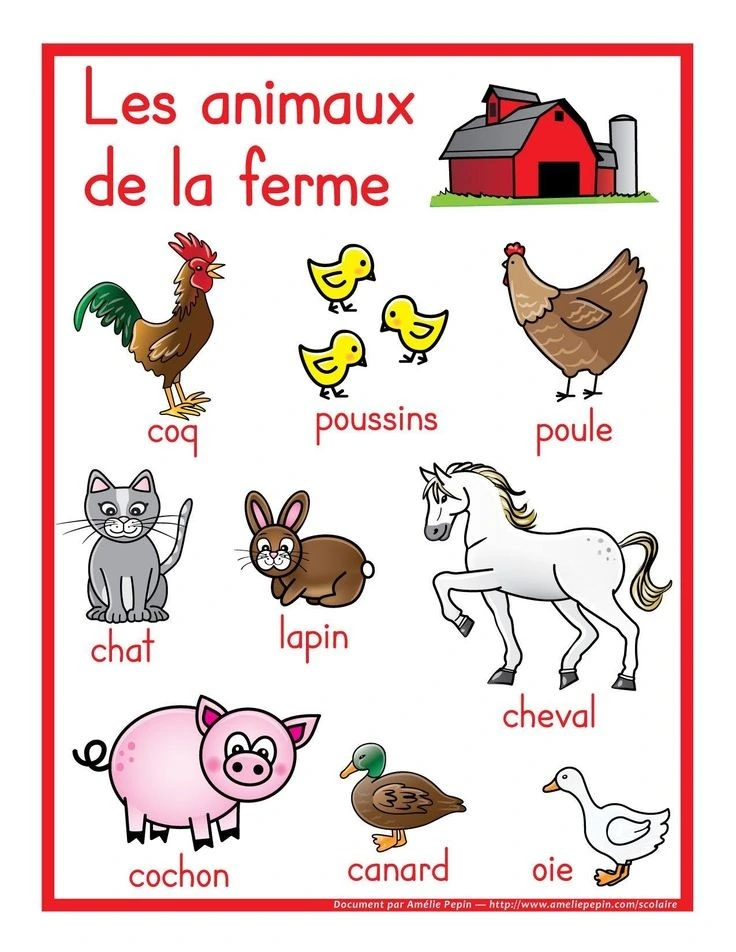 Les animaux
de la ferme
coq
poussins
poule
chat
lapin
cheval
cochon
canard
oie
Document par Amélie Pepin — http://www.ameliepepin.com/scolaire